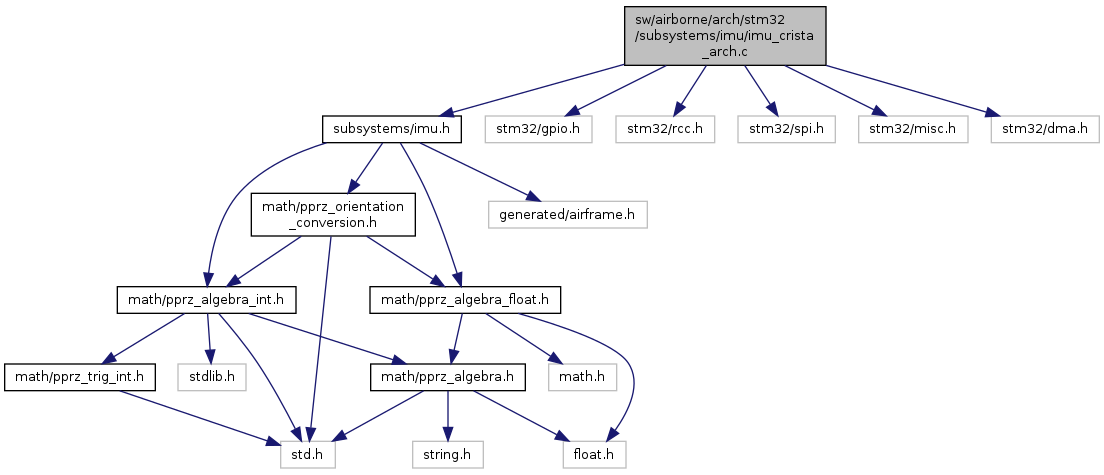 sw/airborne/arch/stm32
/subsystems/imu/imu_crista
_arch.c
subsystems/imu.h
stm32/gpio.h
stm32/rcc.h
stm32/spi.h
stm32/misc.h
stm32/dma.h
math/pprz_orientation
_conversion.h
generated/airframe.h
math/pprz_algebra_int.h
math/pprz_algebra_float.h
math/pprz_trig_int.h
stdlib.h
math/pprz_algebra.h
math.h
std.h
string.h
float.h